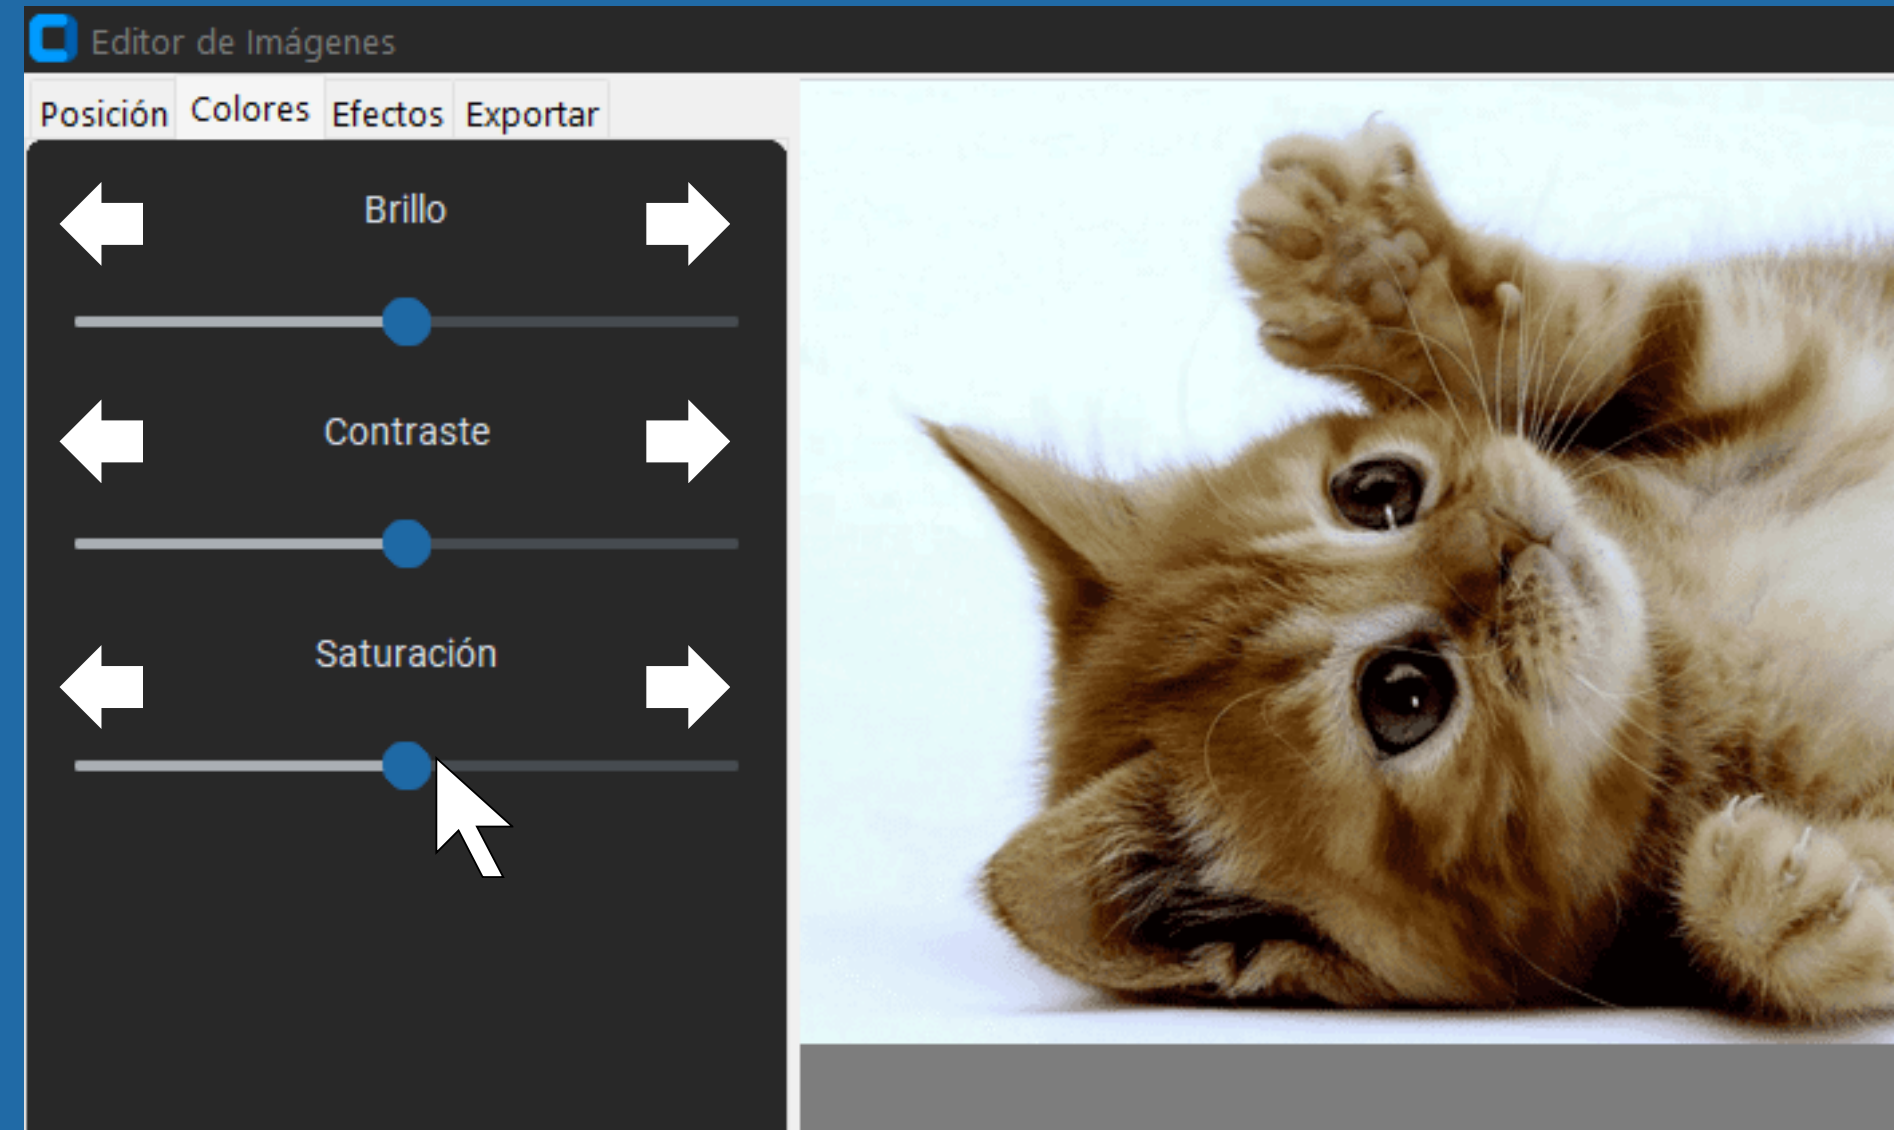 Editor de Imágenes
Posición Colores Efectos Exportar
Brillo
Contraste
Saturación